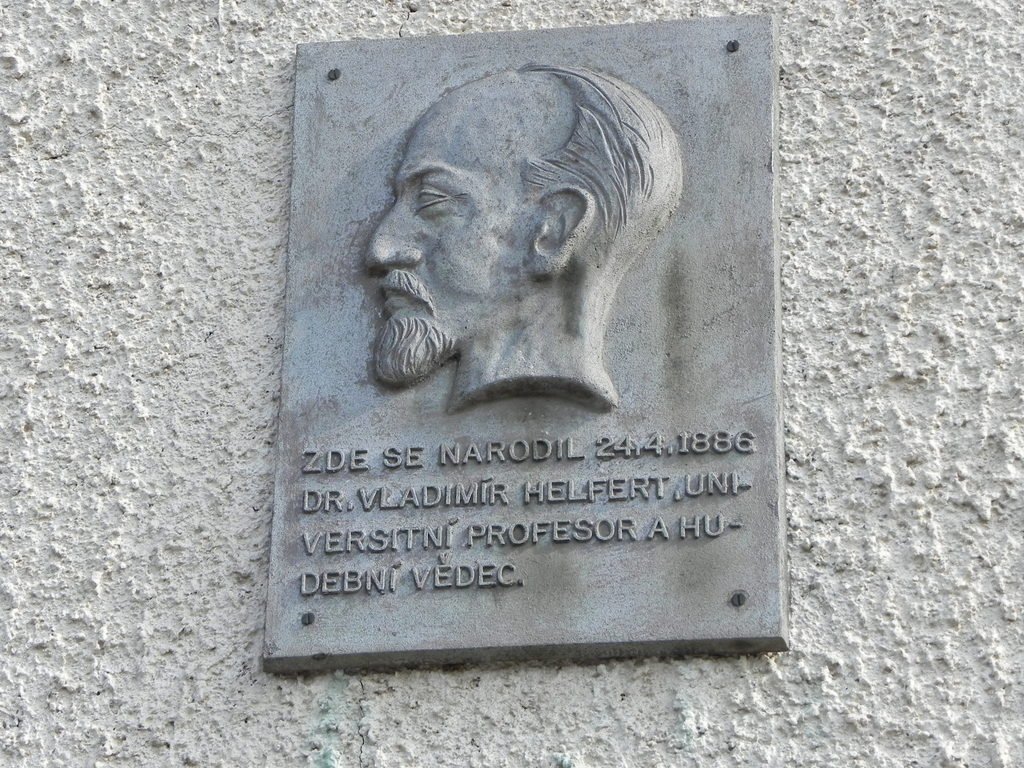 ZDE SE NARODIL 24.4.1886
DR. VLADIMÍR HELFERT, UNI-
VERSITNÍ PROFESOR A HU-
DEBNÍ VĚDEC.